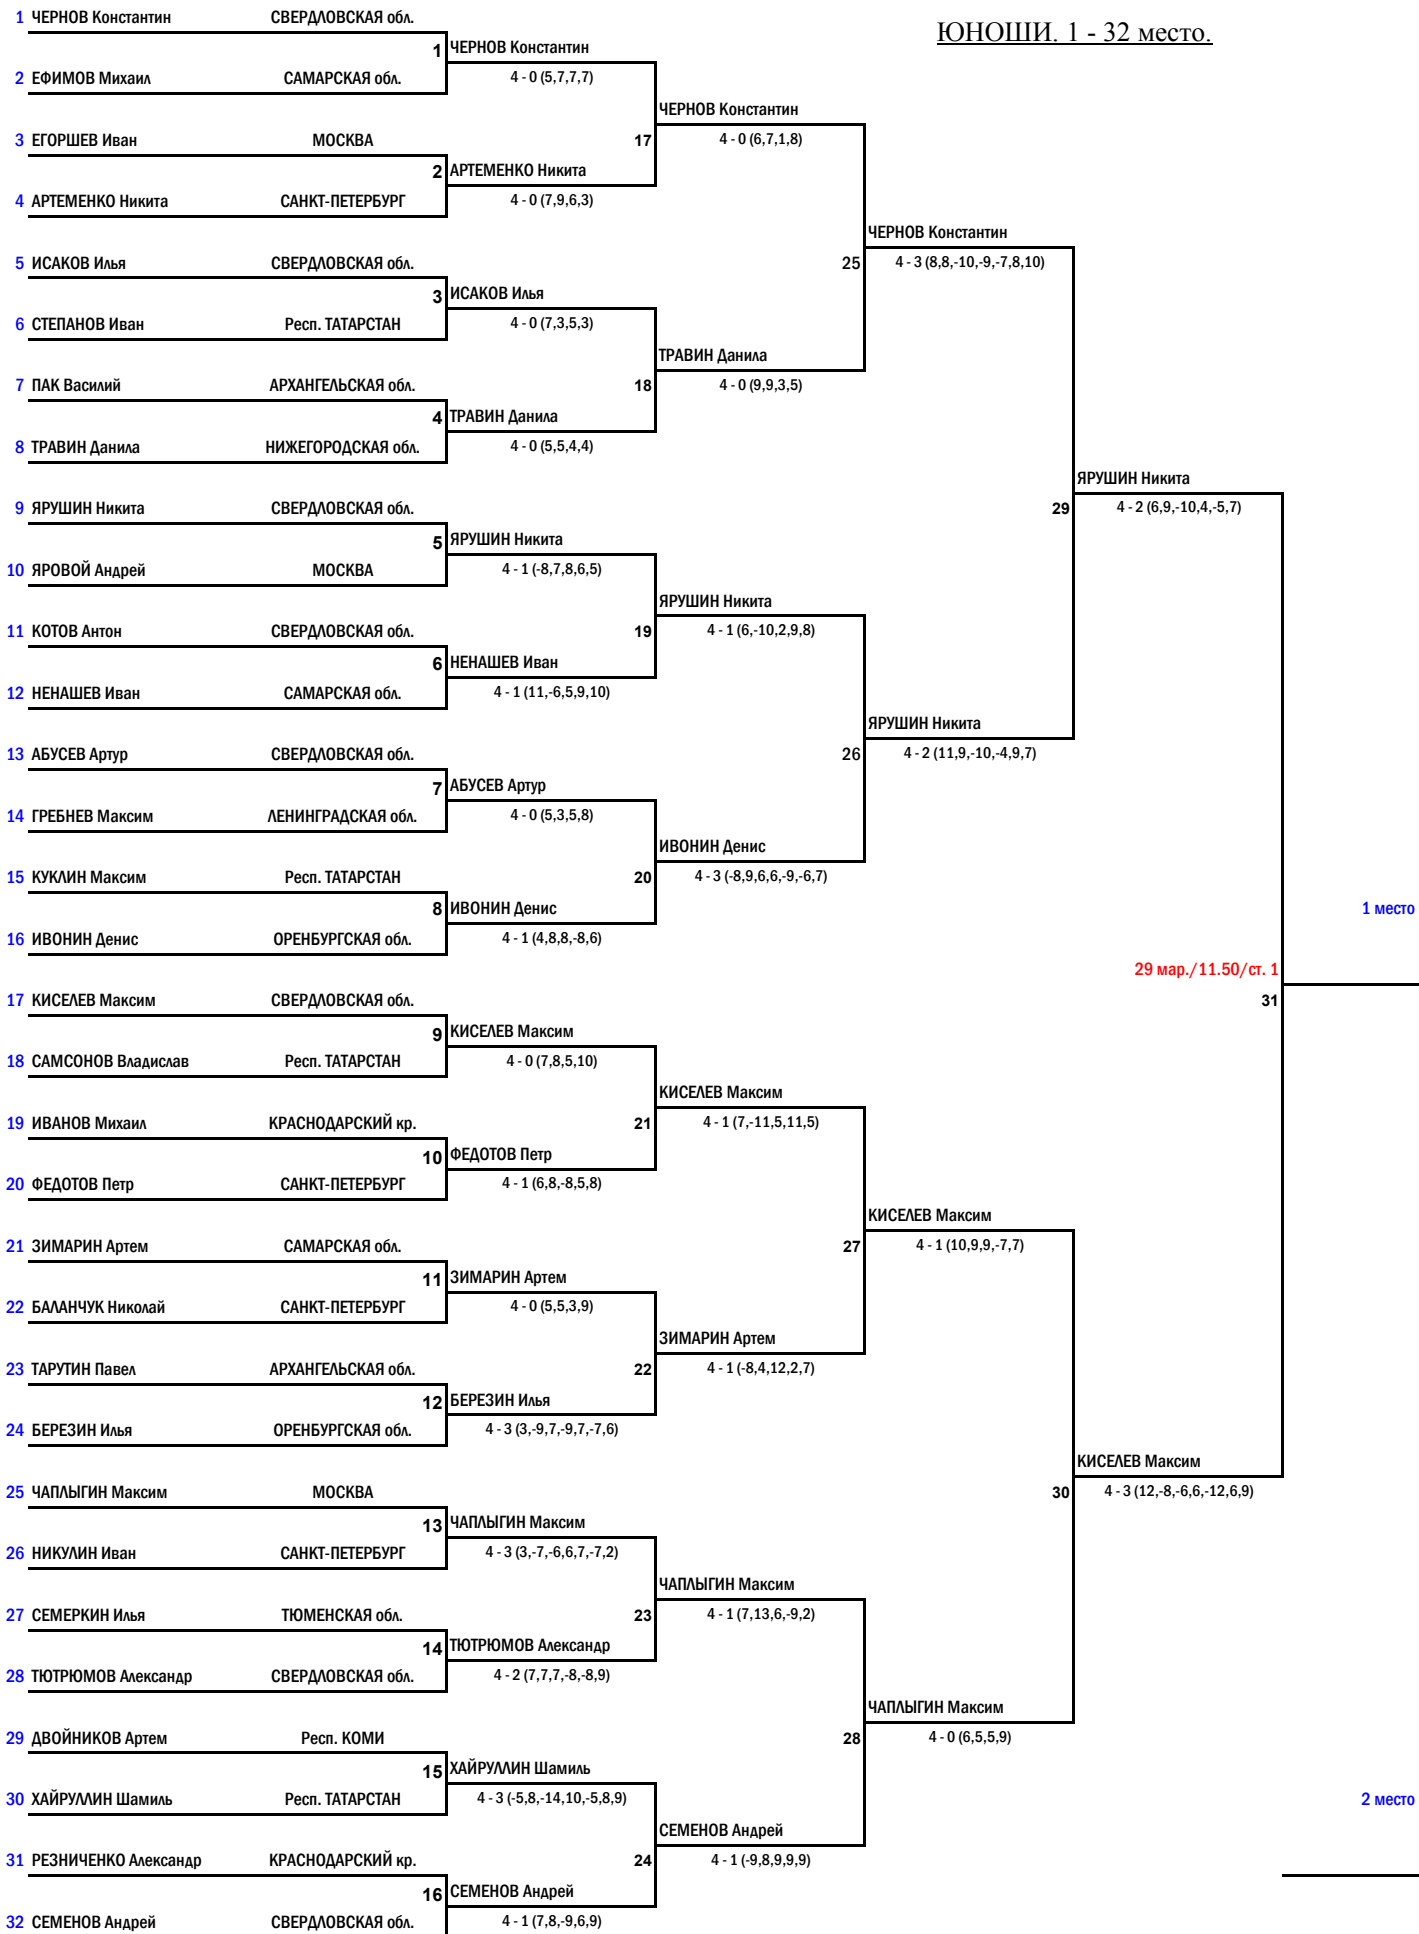 1 ЧЕРНОВ Константин СВЕРДЛОВСКАЯ обл.
ЮНОШИ. 1 - 32 место.
1 ЧЕРНОВ Константин
2 ЕФИМОВ Михаил САМАРСКАЯ обл. 4 - 0 (5,7,7,7)
ЧЕРНОВ Константин
3 ЕГОРШЕВ Иван МОСКВА 17 4 - 0 (6,7,1,8)
2 АРТЕМЕНКО Никита
4 АРТЕМЕНКО Никита САНКТ-ПЕТЕРБУРГ 4 - 0 (7,9,6,3)
ЧЕРНОВ Константин
5 ИСАКОВ Илья СВЕРДЛОВСКАЯ обл. 25 4 - 3 (8,8,-10,-9,-7,8,10)
3 ИСАКОВ Илья
6 СТЕПАНОВ Иван Респ. ТАТАРСТАН 4 - 0 (7,3,5,3)
ТРАВИН Данила
7 ПАК Василий АРХАНГЕЛЬСКАЯ обл. 18 4 - 0 (9,9,3,5)
4 ТРАВИН Данила
8 ТРАВИН Данила НИЖЕГОРОДСКАЯ обл. 4 - 0 (5,5,4,4)
ЯРУШИН Никита
9 ЯРУШИН Никита СВЕРДЛОВСКАЯ обл. 29 4 - 2 (6,9,-10,4,-5,7)
5 ЯРУШИН Никита
10 ЯРОВОЙ Андрей МОСКВА 4 - 1 (-8,7,8,6,5)
ЯРУШИН Никита
11 КОТОВ Антон СВЕРДЛОВСКАЯ обл. 19 4 - 1 (6,-10,2,9,8)
6 НЕНАШЕВ Иван
12 НЕНАШЕВ Иван САМАРСКАЯ обл. 4 - 1 (11,-6,5,9,10)
ЯРУШИН Никита
13 АБУСЕВ Артур СВЕРДЛОВСКАЯ обл. 26 4 - 2 (11,9,-10,-4,9,7)
7 АБУСЕВ Артур
14 ГРЕБНЕВ Максим ЛЕНИНГРАДСКАЯ обл. 4 - 0 (5,3,5,8)
ИВОНИН Денис
15 КУКЛИН Максим Респ. ТАТАРСТАН 20 4 - 3 (-8,9,6,6,-9,-6,7)
8 ИВОНИН Денис 1 место
16 ИВОНИН Денис ОРЕНБУРГСКАЯ обл. 4 - 1 (4,8,8,-8,6)
29 мар./11.50/ст. 1
17 КИСЕЛЕВ Максим СВЕРДЛОВСКАЯ обл. 31
9 КИСЕЛЕВ Максим
18 САМСОНОВ Владислав Респ. ТАТАРСТАН 4 - 0 (7,8,5,10)
КИСЕЛЕВ Максим
19 ИВАНОВ Михаил КРАСНОДАРСКИЙ кр. 21 4 - 1 (7,-11,5,11,5)
10 ФЕДОТОВ Петр
20 ФЕДОТОВ Петр САНКТ-ПЕТЕРБУРГ 4 - 1 (6,8,-8,5,8)
КИСЕЛЕВ Максим
21 ЗИМАРИН Артем САМАРСКАЯ обл. 27 4 - 1 (10,9,9,-7,7)
11 ЗИМАРИН Артем
22 БАЛАНЧУК Николай САНКТ-ПЕТЕРБУРГ 4 - 0 (5,5,3,9)
ЗИМАРИН Артем
23 ТАРУТИН Павел АРХАНГЕЛЬСКАЯ обл. 22 4 - 1 (-8,4,12,2,7)
12 БЕРЕЗИН Илья
24 БЕРЕЗИН Илья ОРЕНБУРГСКАЯ обл. 4 - 3 (3,-9,7,-9,7,-7,6)
КИСЕЛЕВ Максим
25 ЧАПЛЫГИН Максим МОСКВА 30 4 - 3 (12,-8,-6,6,-12,6,9)
13 ЧАПЛЫГИН Максим
26 НИКУЛИН Иван САНКТ-ПЕТЕРБУРГ 4 - 3 (3,-7,-6,6,7,-7,2)
ЧАПЛЫГИН Максим
27 СЕМЕРКИН Илья ТЮМЕНСКАЯ обл. 23 4 - 1 (7,13,6,-9,2)
14 ТЮТРЮМОВ Александр
28 ТЮТРЮМОВ Александр СВЕРДЛОВСКАЯ обл. 4 - 2 (7,7,7,-8,-8,9)
ЧАПЛЫГИН Максим
29 ДВОЙНИКОВ Артем Респ. КОМИ 28 4 - 0 (6,5,5,9)
15 ХАЙРУЛЛИН Шамиль
30 ХАЙРУЛЛИН Шамиль Респ. ТАТАРСТАН 4 - 3 (-5,8,-14,10,-5,8,9) 2 место
СЕМЕНОВ Андрей
31 РЕЗНИЧЕНКО Александр КРАСНОДАРСКИЙ кр. 24 4 - 1 (-9,8,9,9,9)
16 СЕМЕНОВ Андрей
32 СЕМЕНОВ Андрей СВЕРДЛОВСКАЯ обл. 4 - 1 (7,8,-9,6,9)